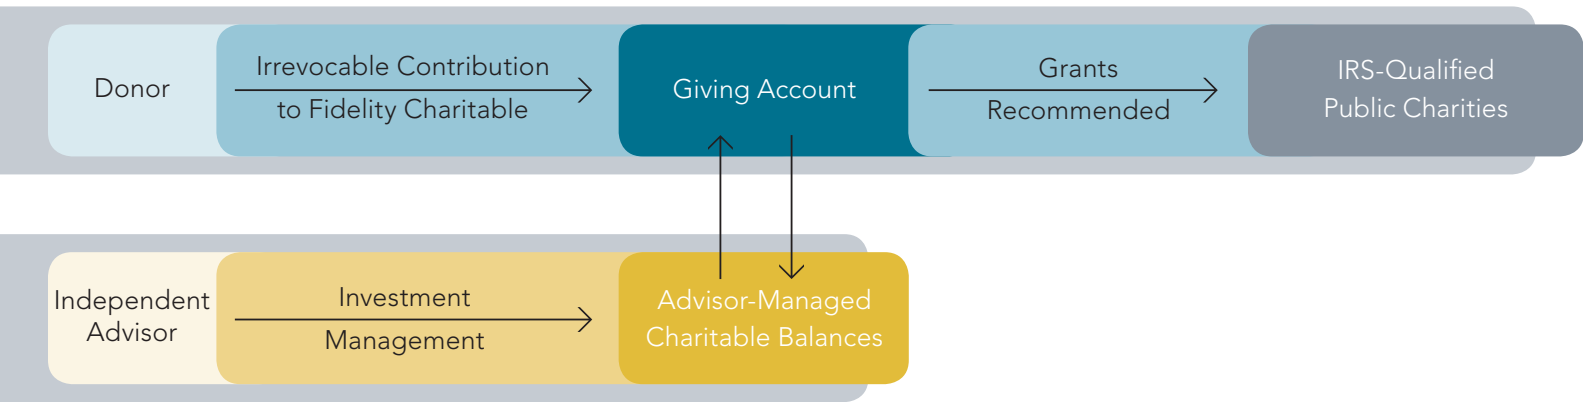 Donor
Irrevocable Contribution
to Fidelity Charitable
Giving Account
Grants
Recommended
IRS-Qualified
Public Charities
Independent
Advisor
Investment
Management
Advisor-Managed
Charitable Balances